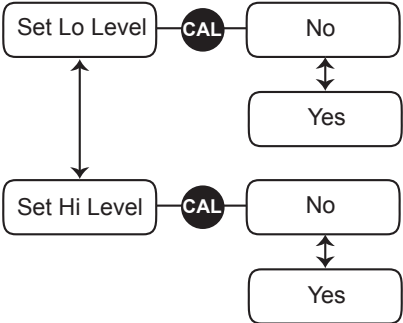 Set Lo Level CAL No
Yes
Set Hi Level CAL No
Yes